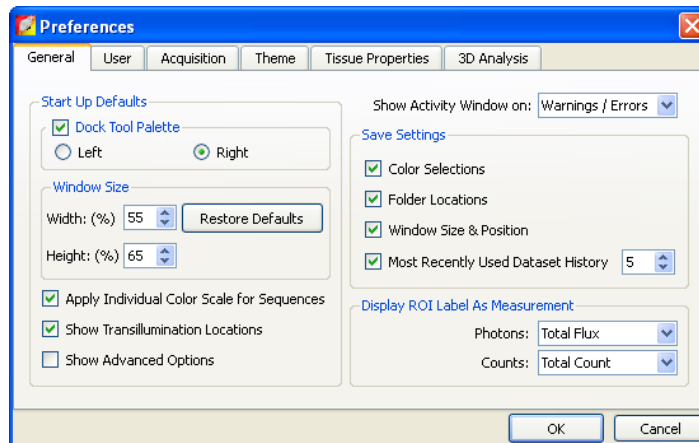 Preferences
General User Acquisition Theme Tissue Properties 3D Analysis
Start Up Defaults
Dock Tool Palette
Left Right
Window Size
Width: (%) 55 Restore Defaults
Height: (%) 65
Apply Individual Color Scale for Sequences
Show Transillumination Locations
Show Advanced Options
Show Activity Window on: Warnings / Errors
Save Settings
Color Selections
Folder Locations
Window Size & Position
Most Recently Used Dataset History 5
Display ROI Label As Measurement
Photons: Total Flux
Counts: Total Count
OK Cancel